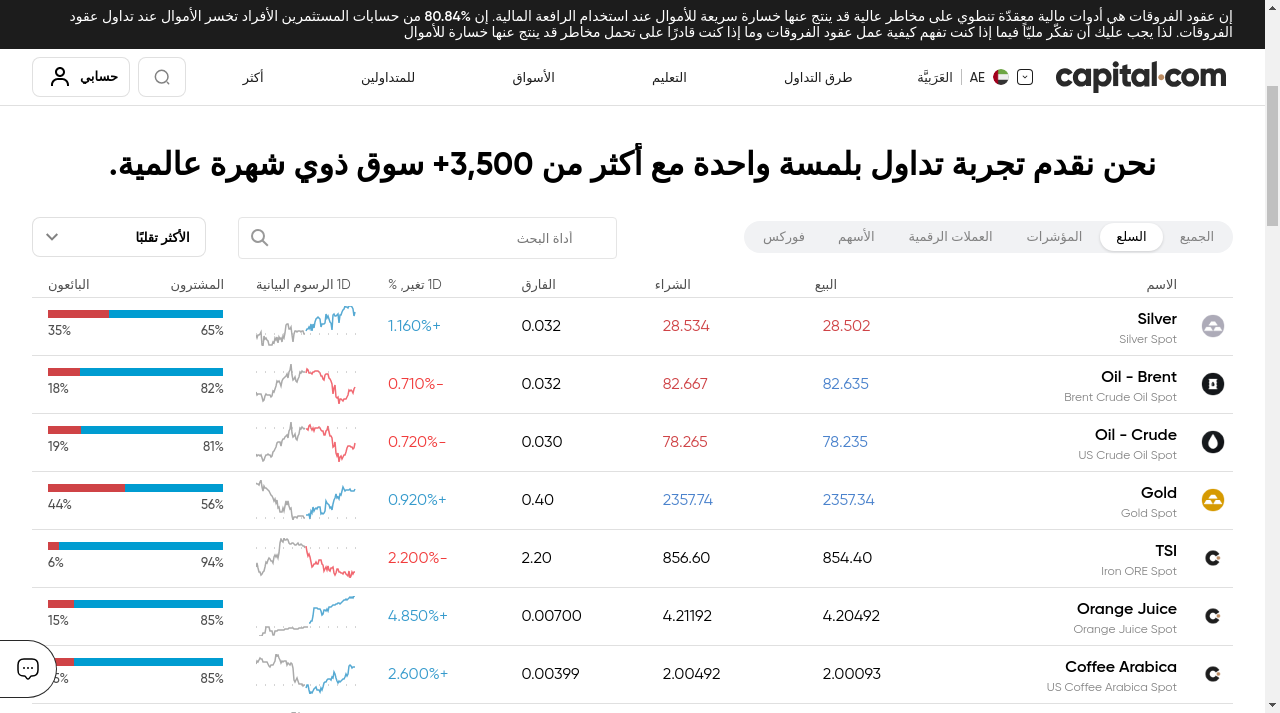 إن عقود الفروقات هي أدوات مالية معقدّة تنطوي على مخاطر عالية قد ينتج عنها خسارة سريعة للأموال عند استخدام الرافعة المالية. إن 80.84% من حسابات المستثمرين الأفراد تخسر الأموال عند تداول عقود
الفروقات. لذا يجب عليك أن تفكّر مليّاً فيما إذا كنت تفهم كيفية عمل عقود الفروقات وما إذا كنت قادرًا على تحمل مخاطر قد ينتج عنها خسارة للأموال
capital.com AE العَرَبِيَّة طرق التداول التعليم الأسواق للمتداولين أكثر حسابي
نحن نقدم تجربة تداول بلمسة واحدة مع أكثر من 3,500+ سوق ذوي شهرة عالمية.
الجميع السلع المؤشرات العملات الرقمية الأسهم فوركس أداة البحث الأكثر تقلبًا
الاسم البيع الشراء الفارق 1D تغير, % 1D الرسوم البيانية المشترون البائعون
Silver 28.502 28.534 0.032 1.160%+
Silver Spot 65% 35%
Oil - Brent 82.635 82.667 0.032 0.710%-
Brent Crude Oil Spot 82% 18%
Oil - Crude 78.235 78.265 0.030 0.720%-
US Crude Oil Spot 81% 19%
Gold 2357.34 2357.74 0.40 0.920%+
Gold Spot 56% 44%
TSI 854.40 856.60 2.20 2.200%-
Iron ORE Spot 94% 6%
Orange Juice 4.20492 4.21192 0.00700 4.850%+
Orange Juice Spot 85% 15%
Coffee Arabica 2.00093 2.00492 0.00399 2.600%+
US Coffee Arabica Spot 85%